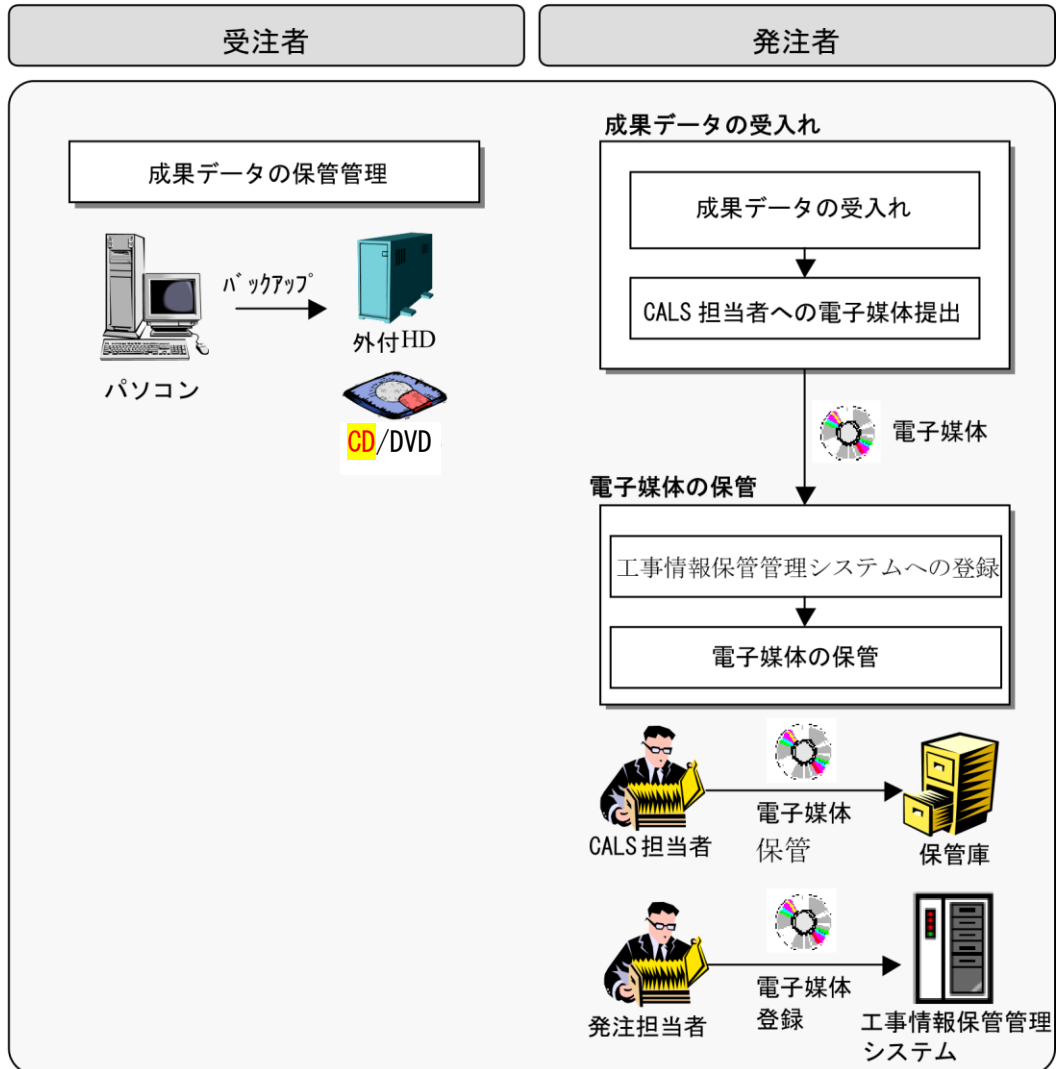 受注者
発注者
成果データの保管管理
バックアップ
パソコン
外付HD
CD/DVD
成果データの受入れ
成果データの受入れ
CALS担当者への電子媒体提出
電子媒体
電子媒体の保管
工事情報保管管理システムへの登録
電子媒体の保管
CALS担当者
電子媒体
保管
保管庫
発注担当者
電子媒体
登録
工事情報保管管理
システム